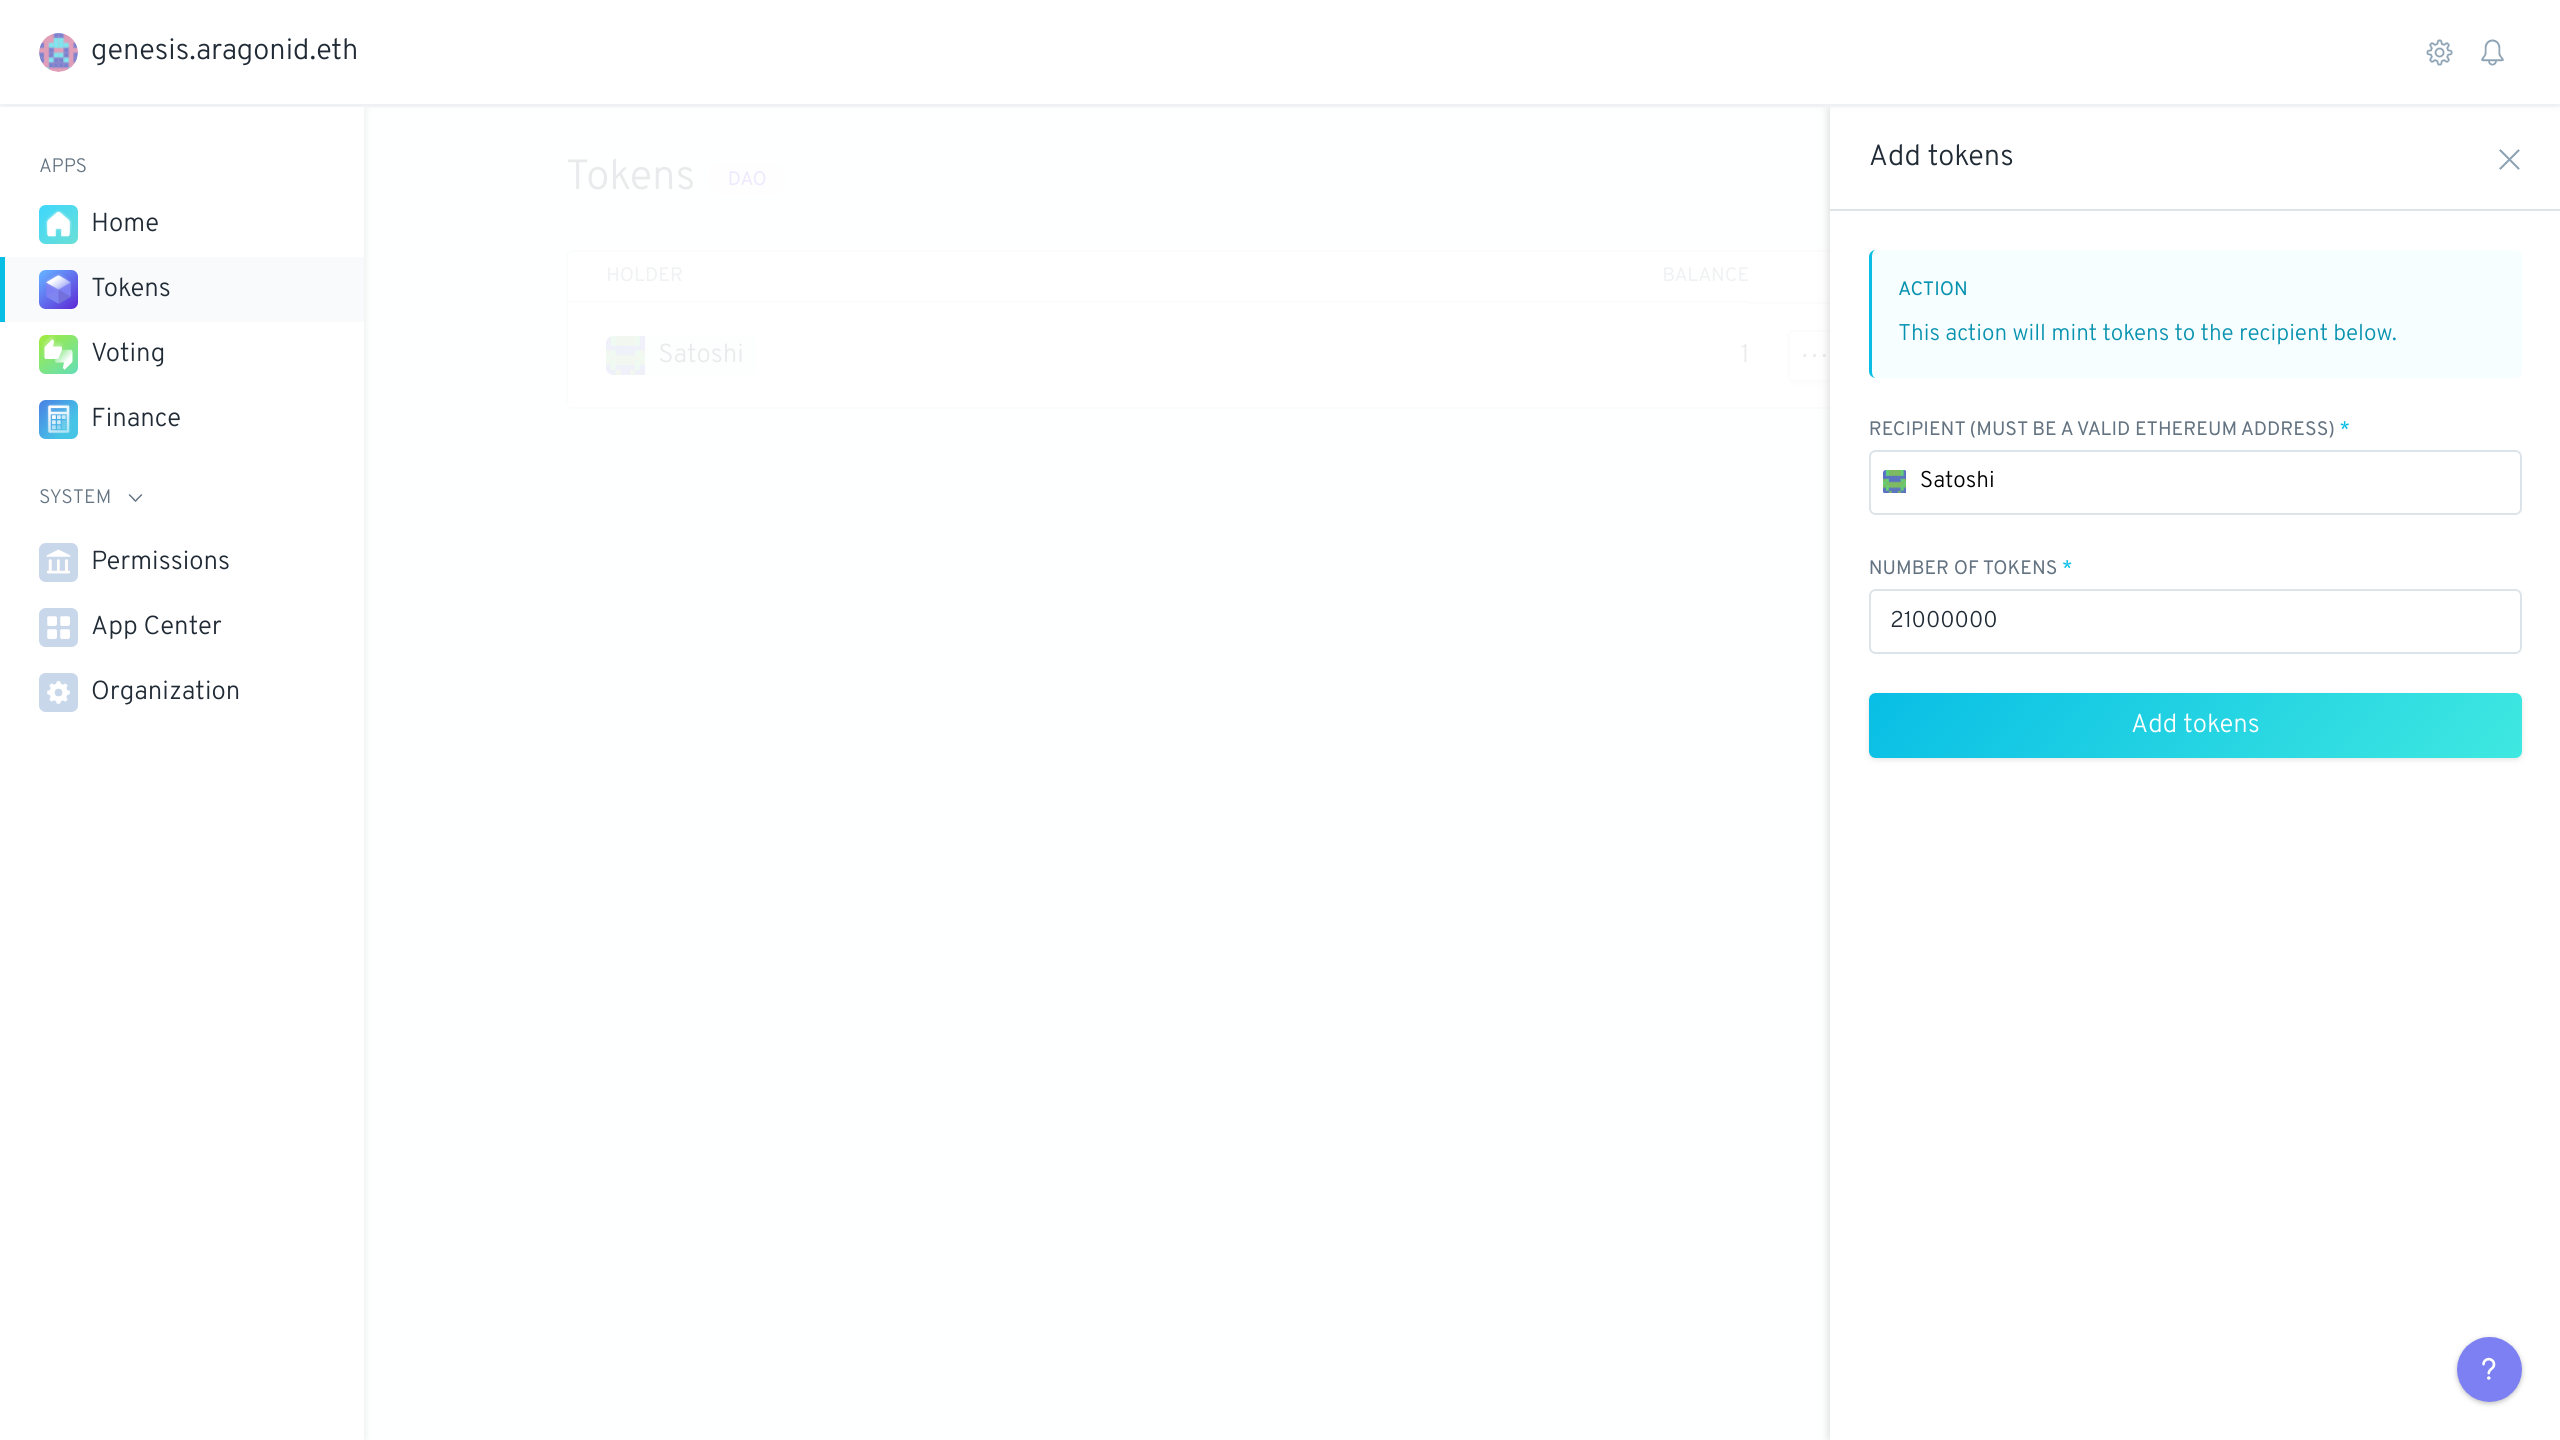 genesis.aragonid.eth
APPS
Home
Tokens
Voting
Finance
SYSTEM
Permissions
App Center
Organization
Tokens DAO
HOLDER BALANCE
Satoshi 1
Add tokens
ACTION
This action will mint tokens to the recipient below.
RECIPIENT (MUST BE A VALID ETHEREUM ADDRESS) *
Satoshi
NUMBER OF TOKENS *
21000000
Add tokens
?